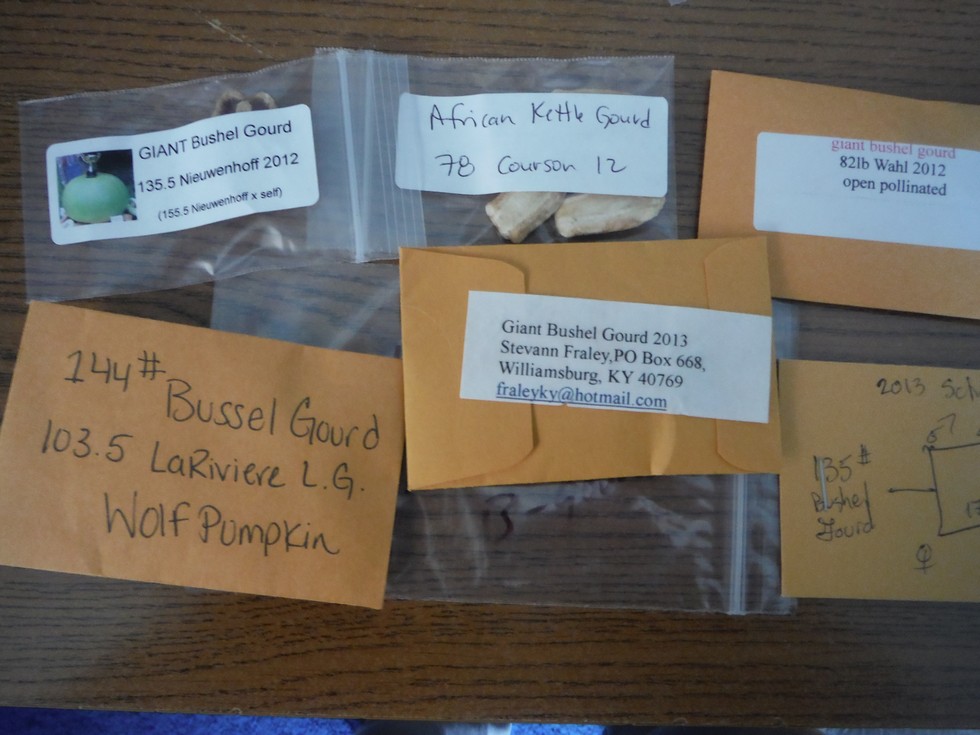 GIANT Bushel Gourd
135.5 Nieuwenhoff 2012
(155.5 Nieuwenhoff x self)
African Kettle Gourd
78 Courson 12
giant bushel gourd
82lb Wahl 2012
open pollinated
144#
Bussel Gourd
103.5 LaRiviere L.G.
Wolf Pumpkin
Giant Bushel Gourd 2013
Stevann Fraley,PO Box 668,
Williamsburg, KY 40769
fraleyky@hotmail.com
2013
135#
Bushel
Gourd
♀